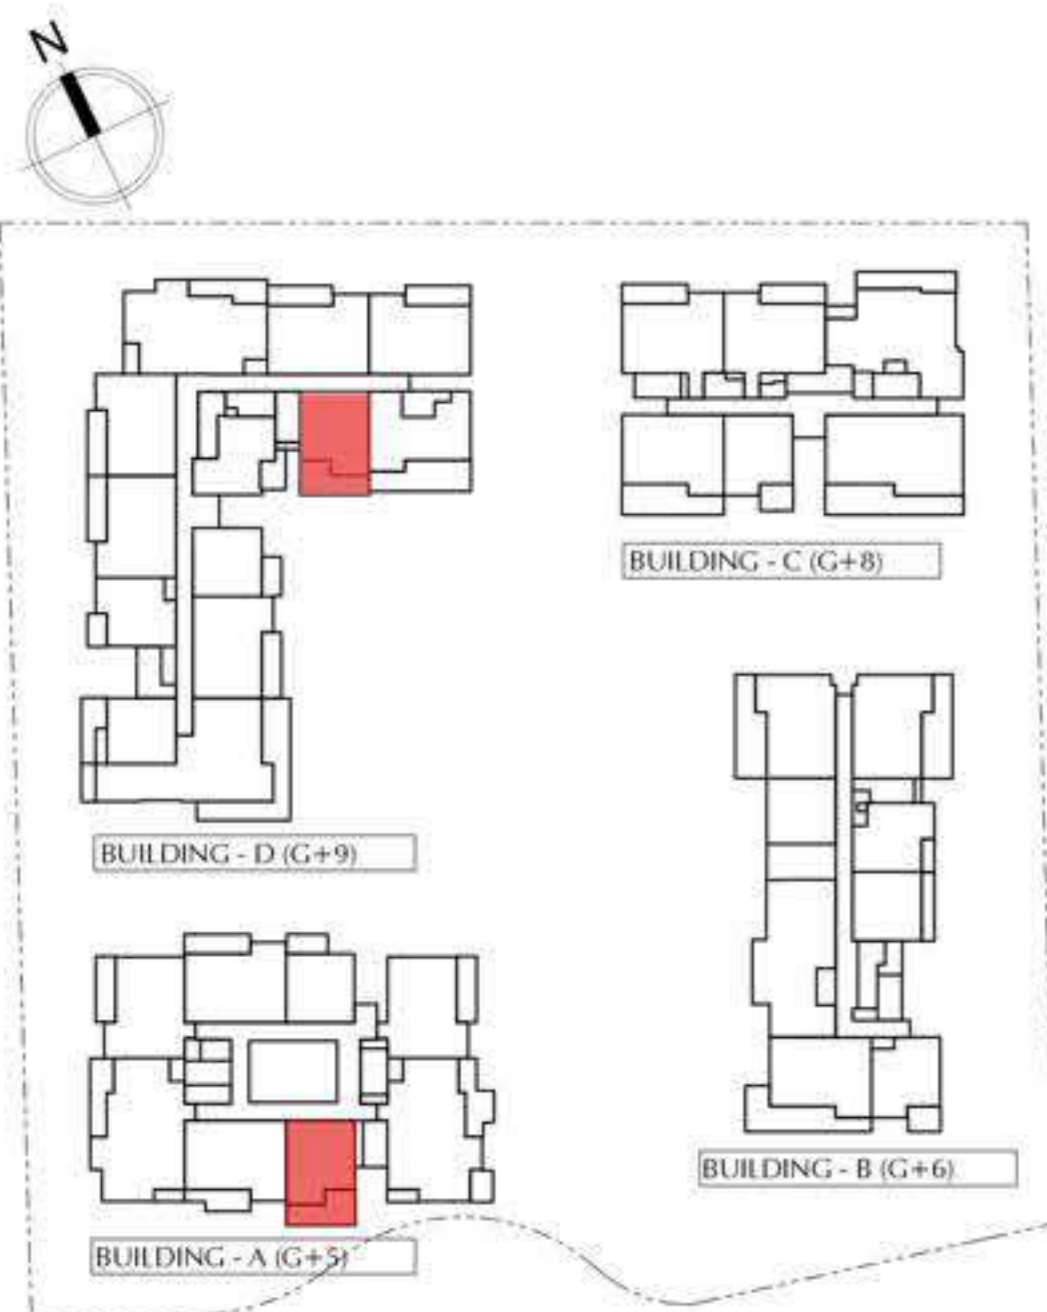 N
BUILDING - C (G+8)
BUILDING - D (G+9)
BUILDING - B (G+6)
BUILDING - A (G+5)